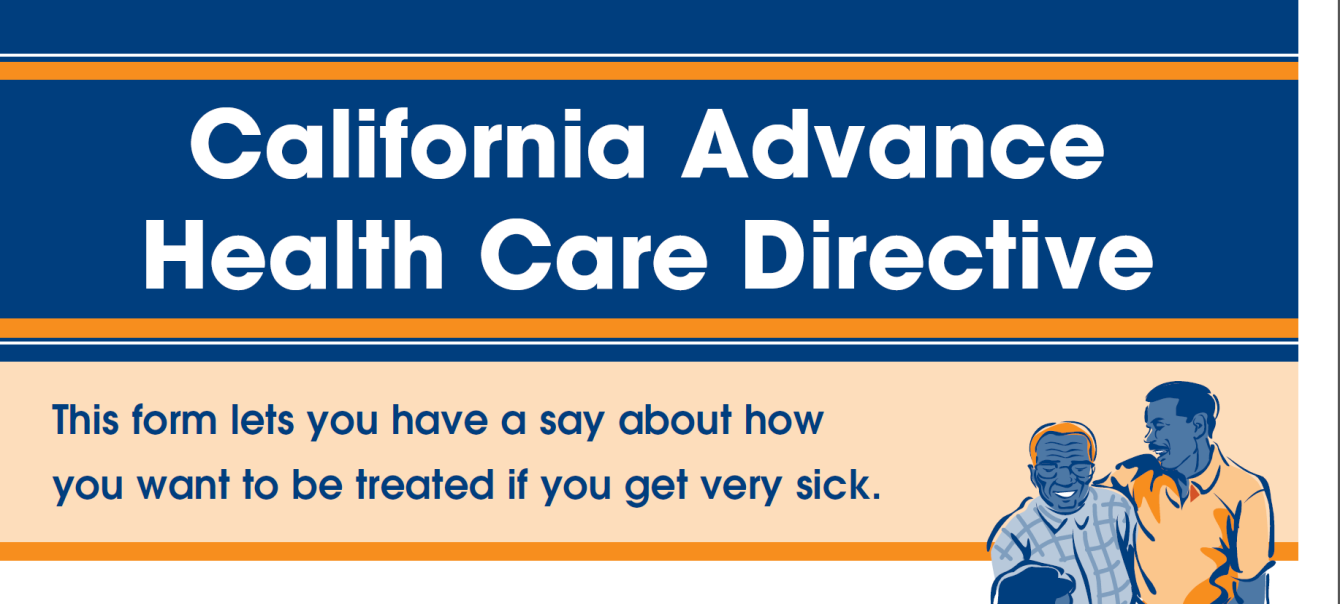 California Advance
Health Care Directive
This form lets you have a say about how
you want to be treated if you get very sick.